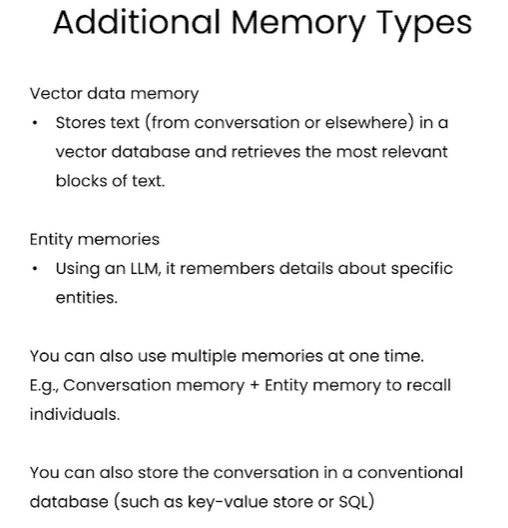 Additional Memory Types
Vector data memory
• Stores text (from conversation or elsewhere) in a
vector database and retrieves the most relevant
blocks of text.
Entity memories
• Using an LLM, it remembers details about specific
entities.
You can also use multiple memories at one time.
E.g., Conversation memory + Entity memory to recall
individuals.
You can also store the conversation in a conventional
database (such as key-value store or SQL)